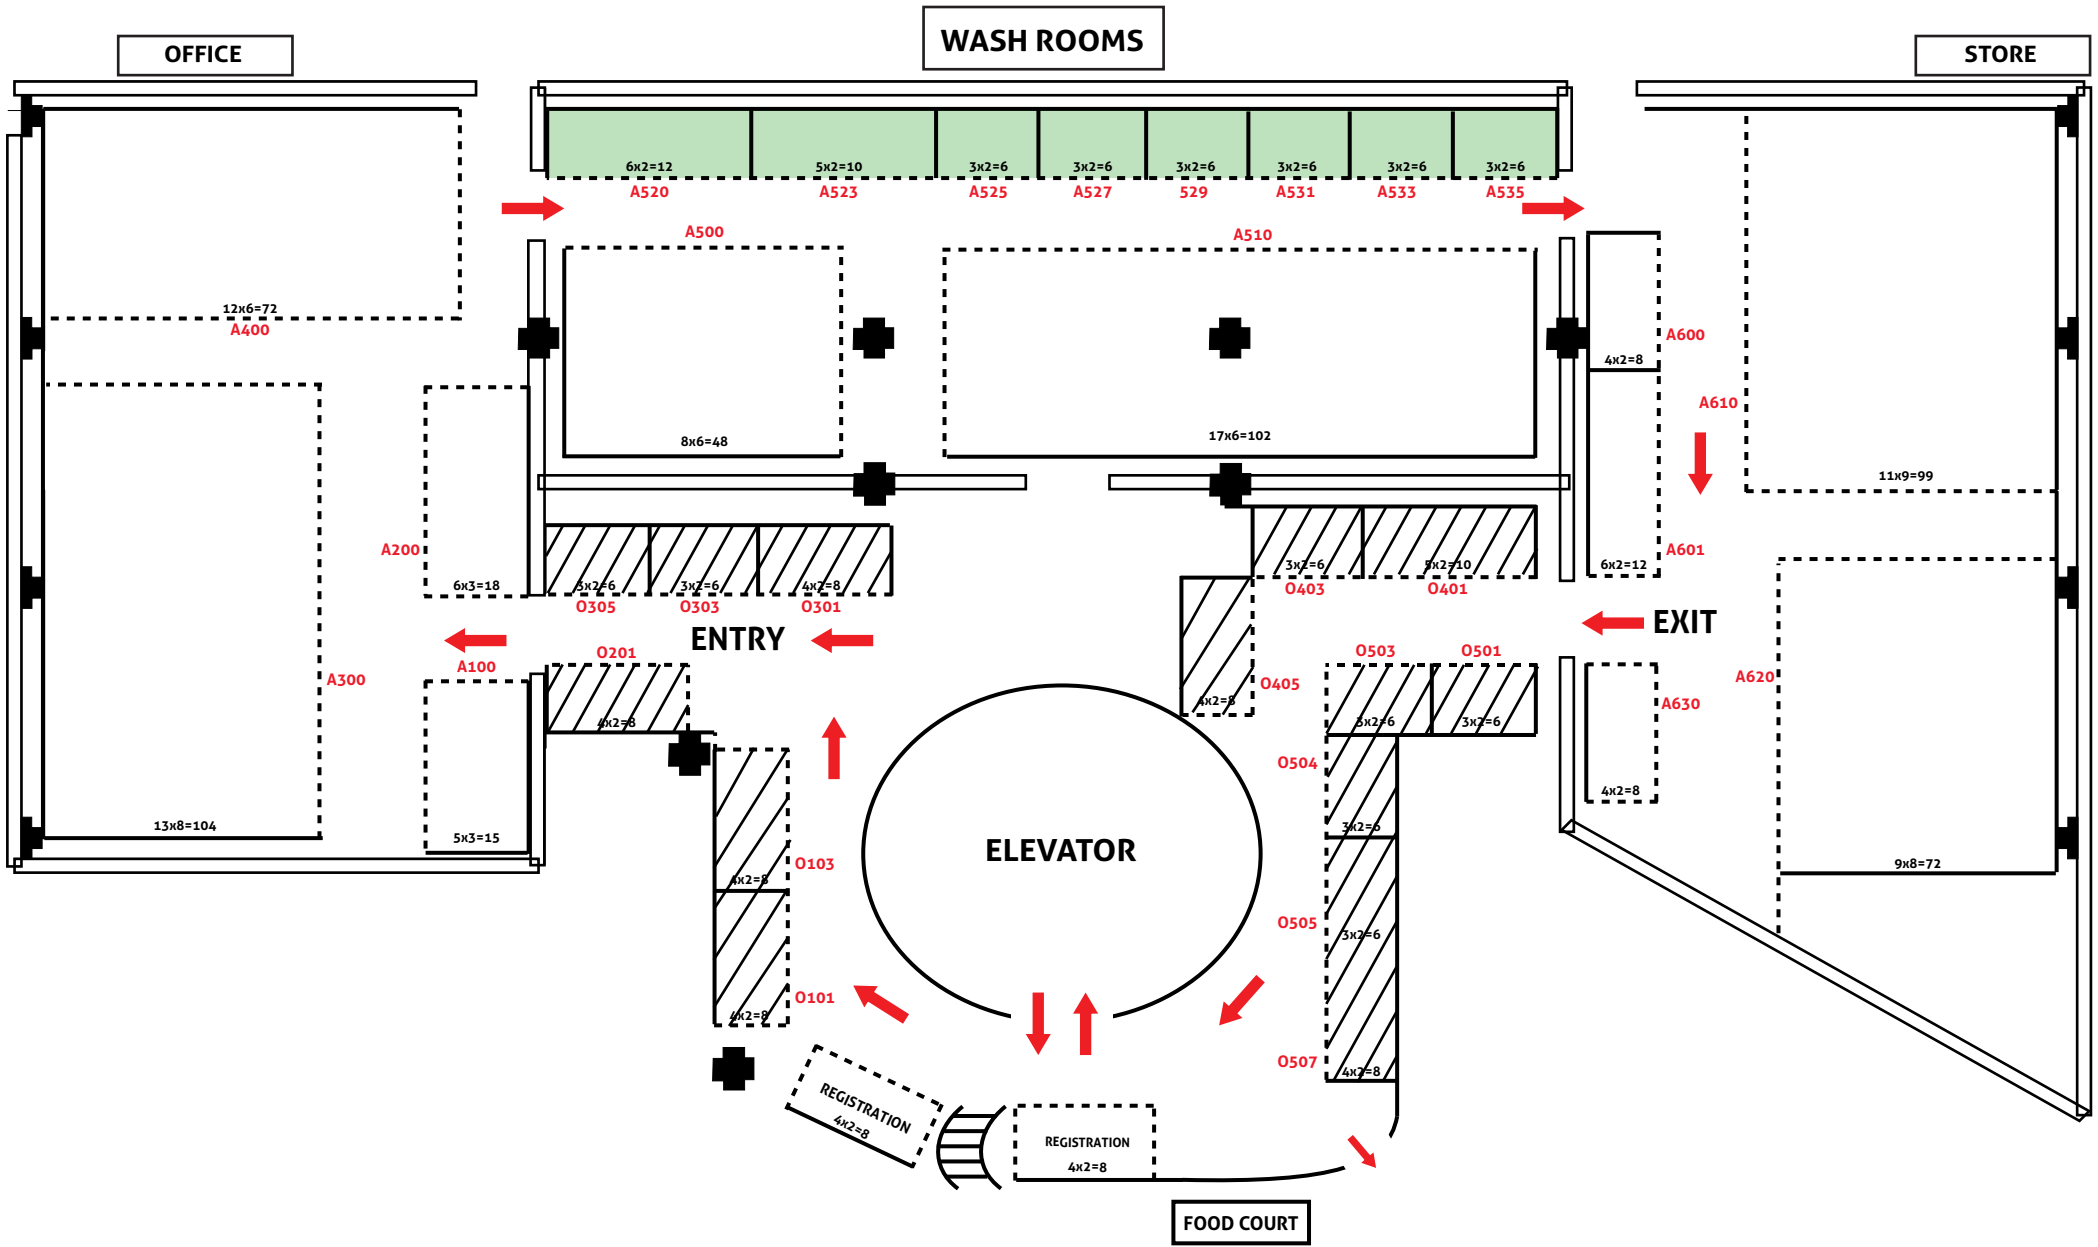 WASH ROOMS
OFFICE
STORE
6x2=12
5x2=10
3x2=6
3x2=6
3x2=6
3x2=6
3x2=6
3x2=6
A520
A523
A525
A527
529
A531
A533
A535
A500
A510
12x6=72
A400
A600
4x2=8
A610
8x6=48
17x6=102
11x9=99
A200
6x3=18
3x2=6
3x2=6
4x2=8
O305
O303
O301
3x2=6
5x2=10
O403
O401
A601
6x2=12
ENTRY
EXIT
O201
A100
A300
4x2=8
O405
4x2=8
O503
O501
3x2=6
3x2=6
A620
A630
4x2=8
O504
3x2=6
13x8=104
5x3=15
ELEVATOR
O103
4x2=8
9x8=72
O505
3x2=6
O101
4x2=8
O507
4x2=8
REGISTRATION
4x2=8
REGISTRATION
4x2=8
FOOD COURT